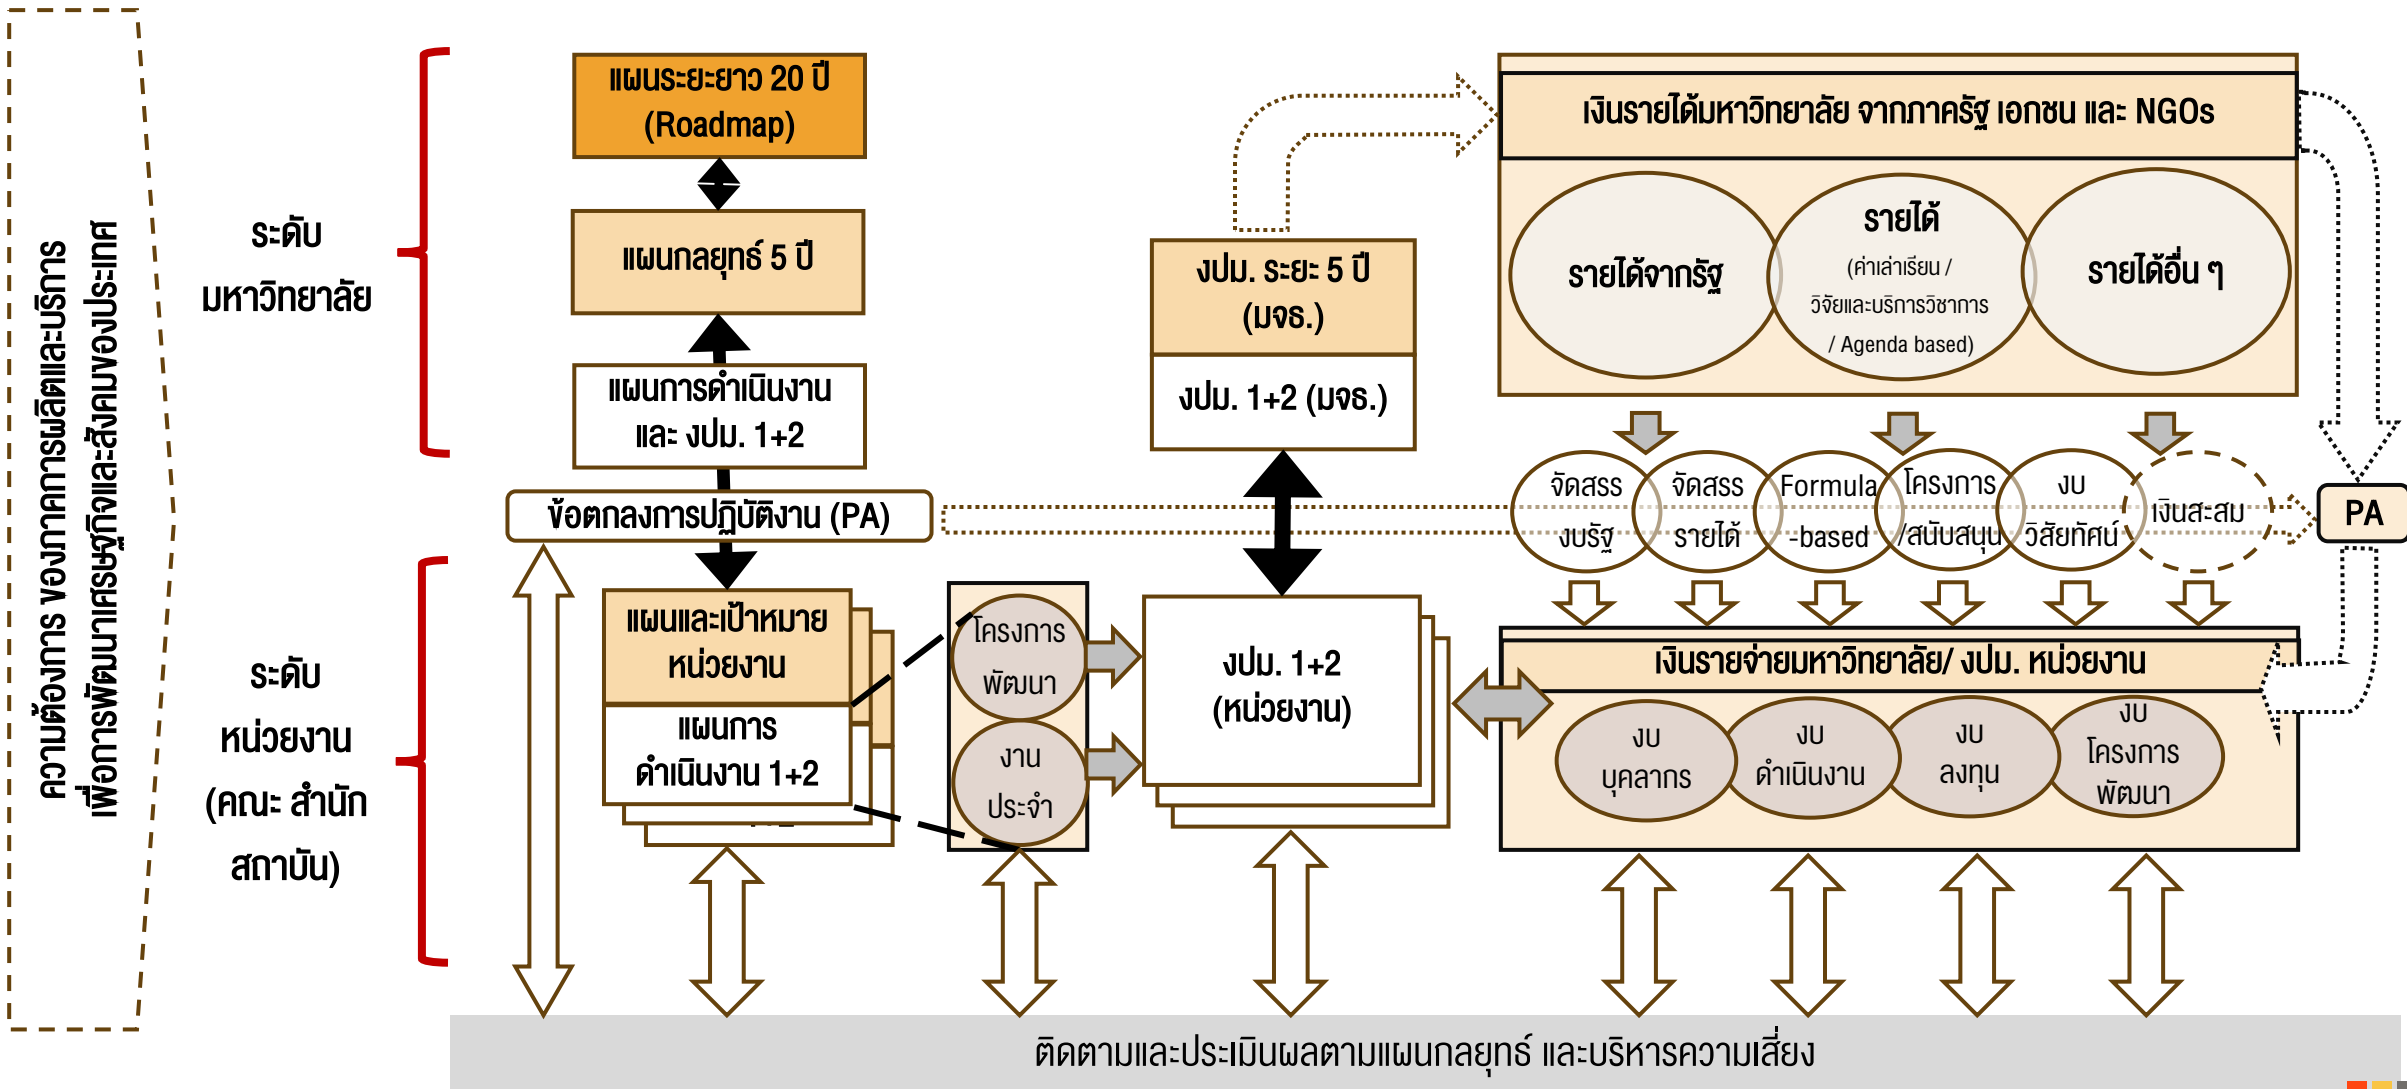 ความต้องการ ของภาคการผลิตและบริการ
เพื่อการพัฒนาเศรษฐกิจและสังคมของประเทศ
ระดับ
มหาวิทยาลัย
ระดับ
หน่วยงาน
(คณะ สำนัก
สถาบัน)
แผนระยะยาว 20 ปี
(Roadmap)
แผนกลยุทธ์ 5 ปี
แผนการดำเนินงาน
และ งปม. 1+2
ข้อตกลงการปฏิบัติงาน (PA)
แผนและเป้าหมาย
หน่วยงาน
แผนการ
ดำเนินงาน 1+2
โครงการ
พัฒนา
งาน
ประจำ
งปม. ระยะ 5 ปี
(มจธ.)
งปม. 1+2 (มจธ.)
งปม. 1+2
(หน่วยงาน)
เงินรายได้มหาวิทยาลัย จากภาครัฐ เอกชน และ NGOs
รายได้จากรัฐ
รายได้
(ค่าเล่าเรียน /
วิจัยและบริการวิชาการ
/ Agenda based)
รายได้อื่น ๆ
จัดสรร
งบรัฐ
จัดสรร
รายได้
Formula
-based
โครงการ
/สนับสนุน
งบ
วิสัยทัศน์
เงินสะสม
PA
เงินรายจ่ายมหาวิทยาลัย/ งปม. หน่วยงาน
งบ
บุคลากร
งบ
ดำเนินงาน
งบ
ลงทุน
งบ
โครงการ
พัฒนา
ติดตามและประเมินผลตามแผนกลยุทธ์ และบริหารความเสี่ยง